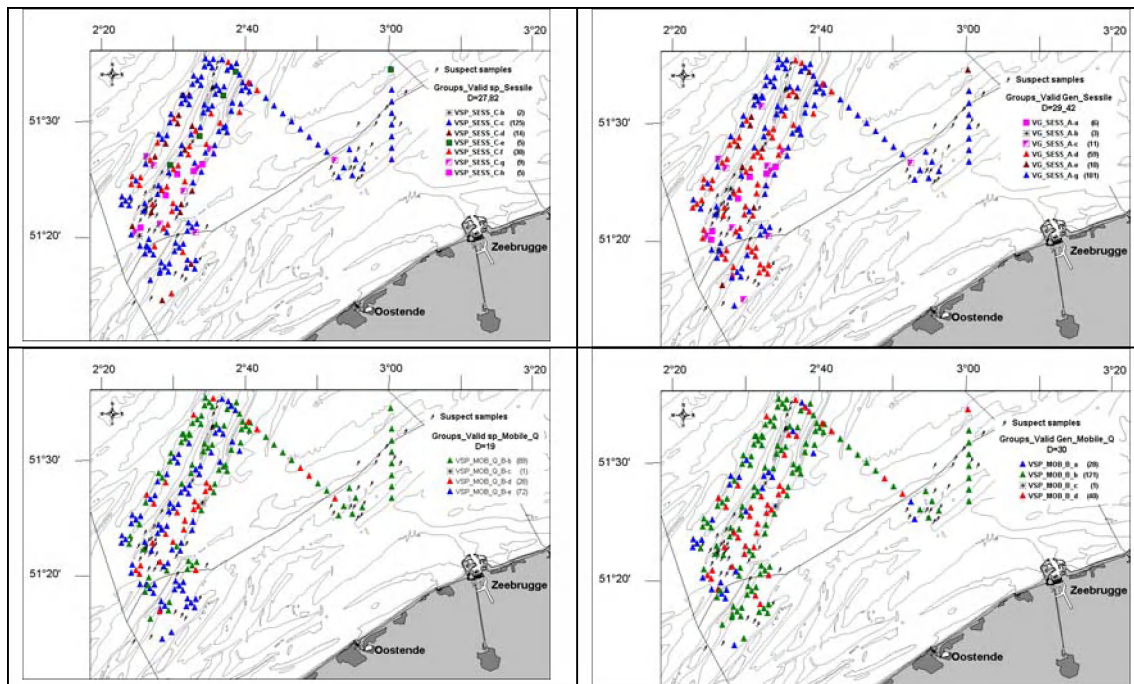 2°20' 2°40' 3°00' 3°20'
51°30'
51°20'
Suspect samples
Groups_Valid sp_Sessile
D=27,82
VSP_SESS_C-b (2)
VSP_SESS_C-c (125)
VSP_SESS_C-d (14)
VSP_SESS_C-e (5)
VSP_SESS_C-f (30)
VSP_SESS_C-g (9)
VSP_SESS_C-h (5)
Zeebrugge
Oostende
2°20' 2°40' 3°00' 3°20'
51°30'
51°20'
Suspect samples
Groups_Valid Gen_Sessile
D=29_42
VG_SESS_A-a (6)
VG_SESS_A-b (3)
VG_SESS_A-c (11)
VG_SESS_A-d (59)
VG_SESS_A-e (10)
VG_SESS_A-g (101)
Zeebrugge
Oostende
2°20' 2°40' 3°00' 3°20'
51°30'
51°20'
Suspect samples
Groups_Valid sp_Mobile_Q
D=19
VSP_MOB_Q_B-b (89)
VSP_MOB_Q_B-c (1)
VSP_MOB_Q_B-d (28)
VSP_MOB_Q_B-e (72)
Zeebrugge
Oostende
2°20' 2°40' 3°00' 3°20'
51°30'
51°20'
Suspect samples
Groups_Valid Gen_Mobile_Q
D=30
VSP_MOB_B_a (28)
VSP_MOB_B_b (121)
VSP_MOB_B_c (1)
VSP_MOB_B_d (40)
Zeebrugge
Oostende